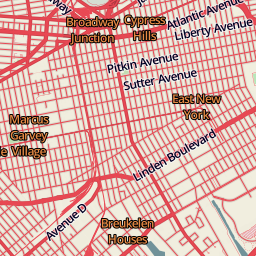 way
Atlantic Avenue
Broadway
Junction
Cypress
Hills
Liberty Avenue
Pitkin Avenue
Sutter Avenue
East New
York
Marcus
Garvey
e Village
Linden Boulevard
Avenue D
Breukelen
Houses